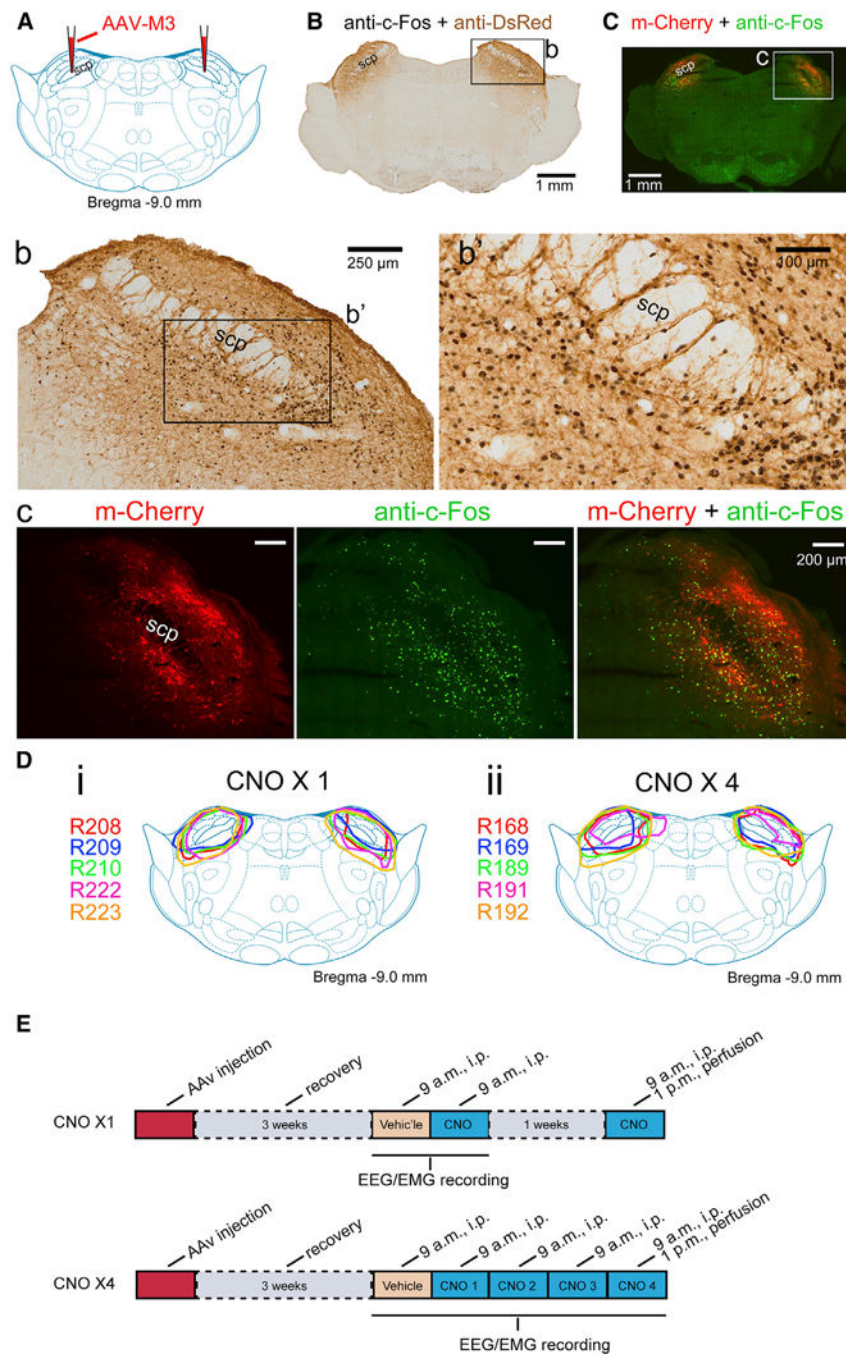 A
AAV-M3
scp
Bregma -9.0 mm
B
anti-c-Fos + anti-DsRed
scp
b
1 mm
C
m-Cherry + anti-c-Fos
scp
C
1 mm
b
250 µm
b'
scp
b'
100 µm
scp
C
m-Cherry
anti-c-Fos
m-Cherry + anti-c-Fos
scp
200 µm
D
i
CNO X 1
R208
R209
R210
R222
R223
Bregma -9.0 mm
ii
CNO X 4
R168
R169
R189
R191
R192
Bregma -9.0 mm
E
AAv injection
recovery
9 a.m., i.p.
9 a.m., i.p.
9 a.m., i.p.
1 p.m., perfusion
CNO X1
3 weeks
Vehic'le
CNO
1 weeks
CNO
EEG/EMG recording
AAv injection
recovery
9 a.m., i.p.
9 a.m., i.p.
9 a.m., i.p.
9 a.m., i.p.
9 a.m., i.p.
1 p.m., perfusion
CNO X4
3 weeks
Vehicle
CNO 1
CNO 2
CNO 3
CNO 4
EEG/EMG recording